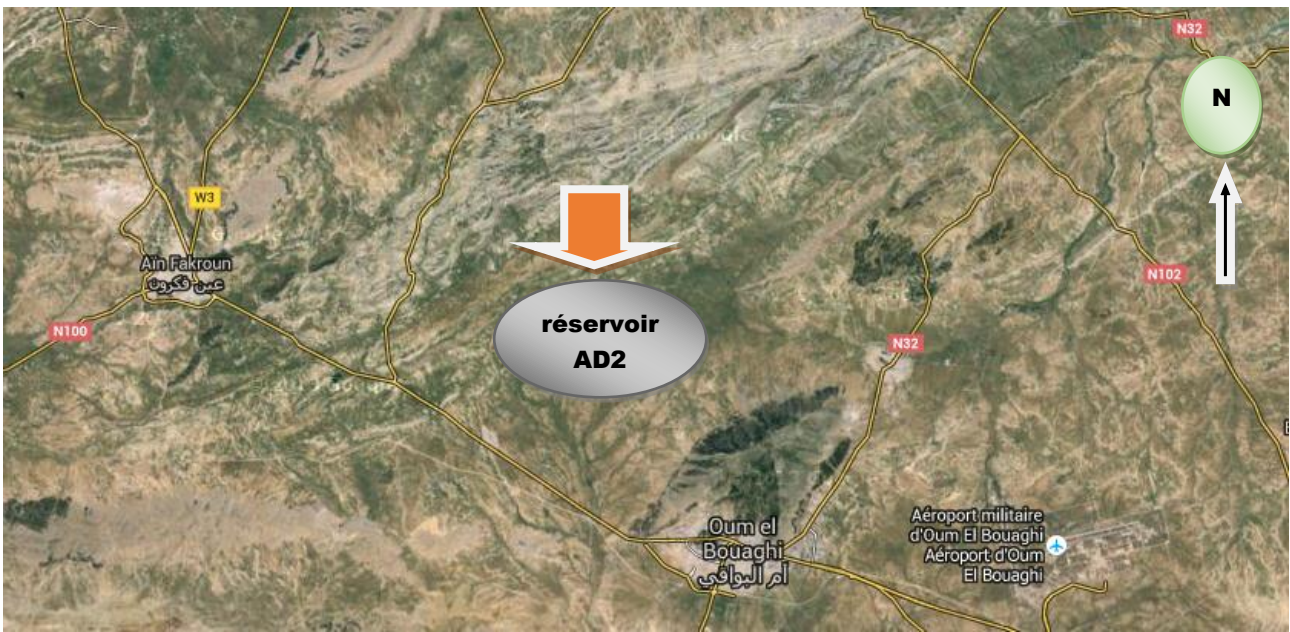 N32
N
W3
Aïn Fakroun
عين فكرون
réservoir
AD2
N102
N100
N32
Oum el
Bouaghi
أم البواقي
Aéroport militaire
d'Oum El Bouaghi
Aéroport d'Oum
El Bouaghi